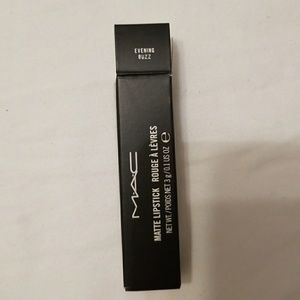 EVENING
BUZZ
MAC
MATTE LIPSTICK ROUGE À LÈVRES
NET WT./POIDS NET 3 g/0.1 US OZ ℮